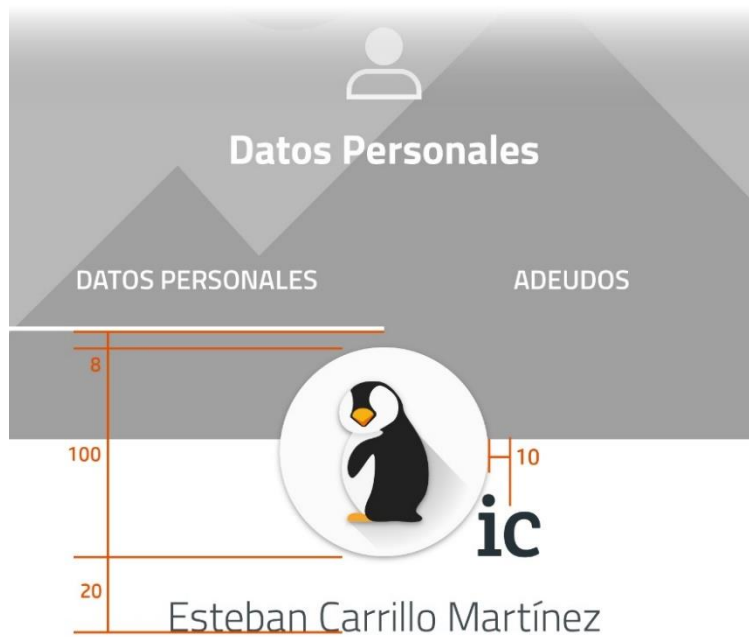 Datos Personales
DATOS PERSONALES ADEUDOS
8
100
10
ic
20
Esteban Carrillo Martínez